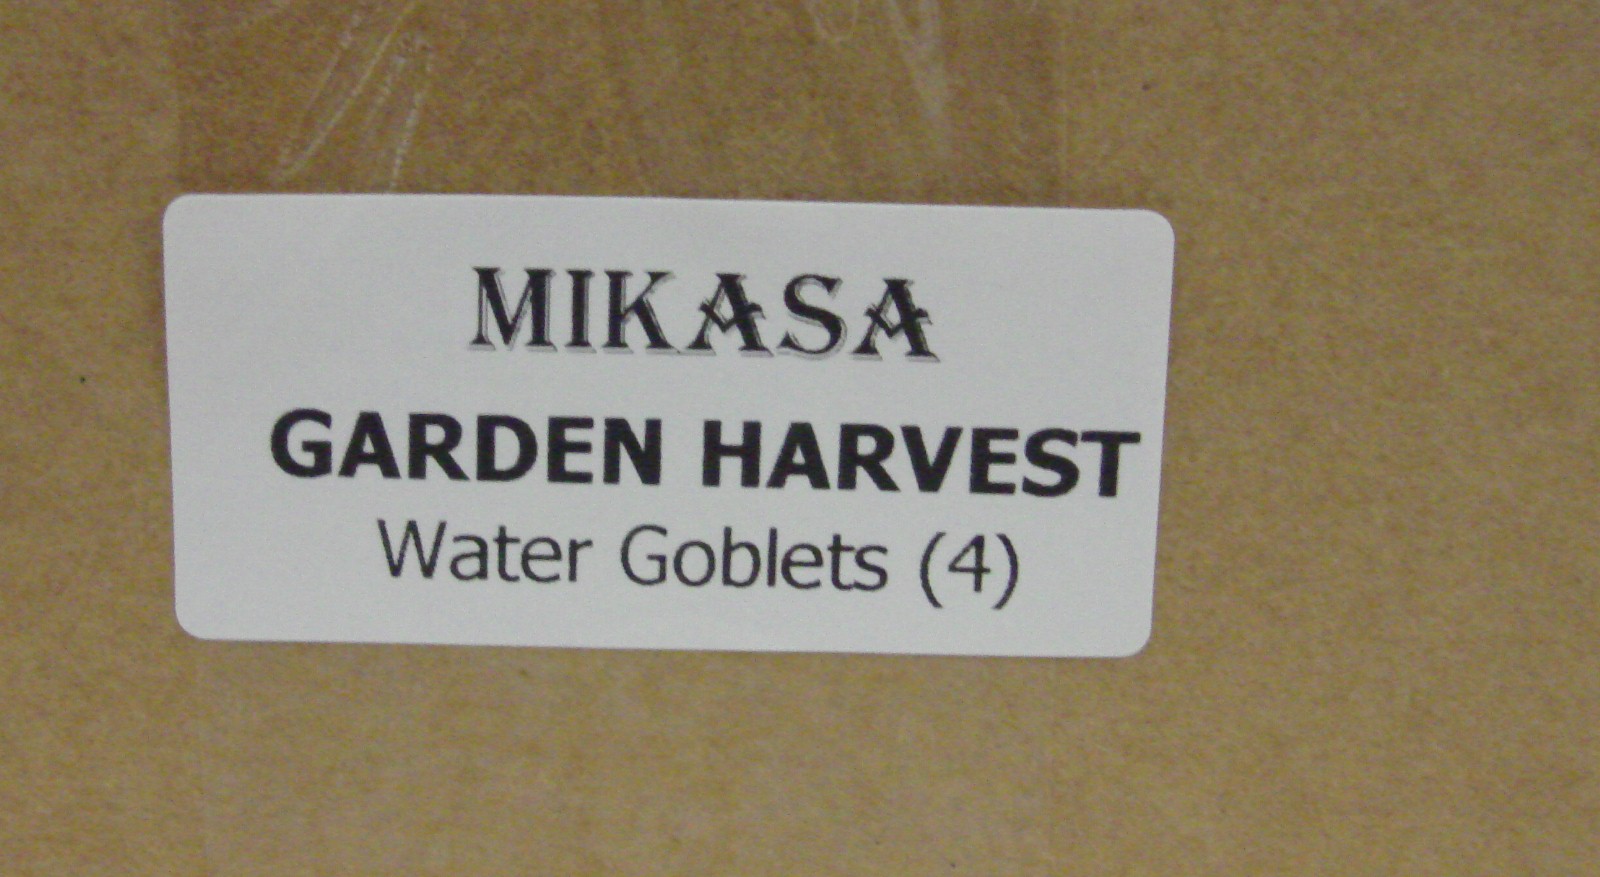 MIKASA
GARDEN HARVEST
Water Goblets (4)